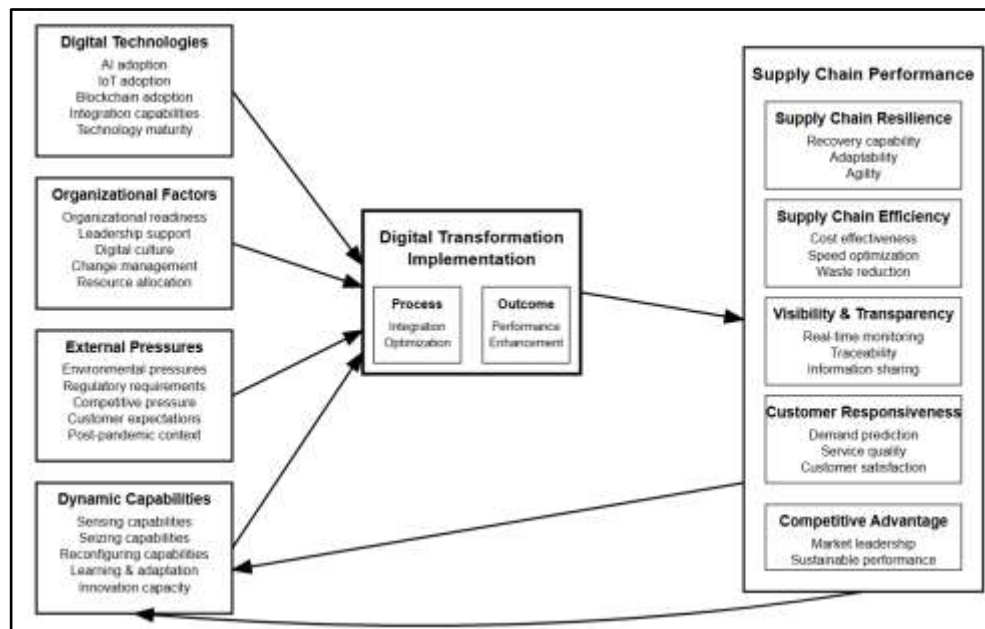 Digital Technologies
AI adoption
IoT adoption
Blockchain adoption
Integration capabilities
Technology maturity
Organizational Factors
Organizational readiness
Leadership support
Digital culture
Change management
Resource allocation
External Pressures
Environmental pressures
Regulatory requirements
Competitive pressure
Customer expectations
Post-pandemic context
Dynamic Capabilities
Sensing capabilities
Seizing capabilities
Reconfiguring capabilities
Learning & adaptation
Innovation capacity
Digital Transformation
Implementation
Process
Integration
Optimization
Outcome
Performance
Enhancement
Supply Chain Performance
Supply Chain Resilience
Recovery capability
Adaptability
Agility
Supply Chain Efficiency
Cost effectiveness
Speed optimization
Waste reduction
Visibility & Transparency
Real-time monitoring
Traceability
Information sharing
Customer Responsiveness
Demand prediction
Service quality
Customer satisfaction
Competitive Advantage
Market leadership
Sustainable performance